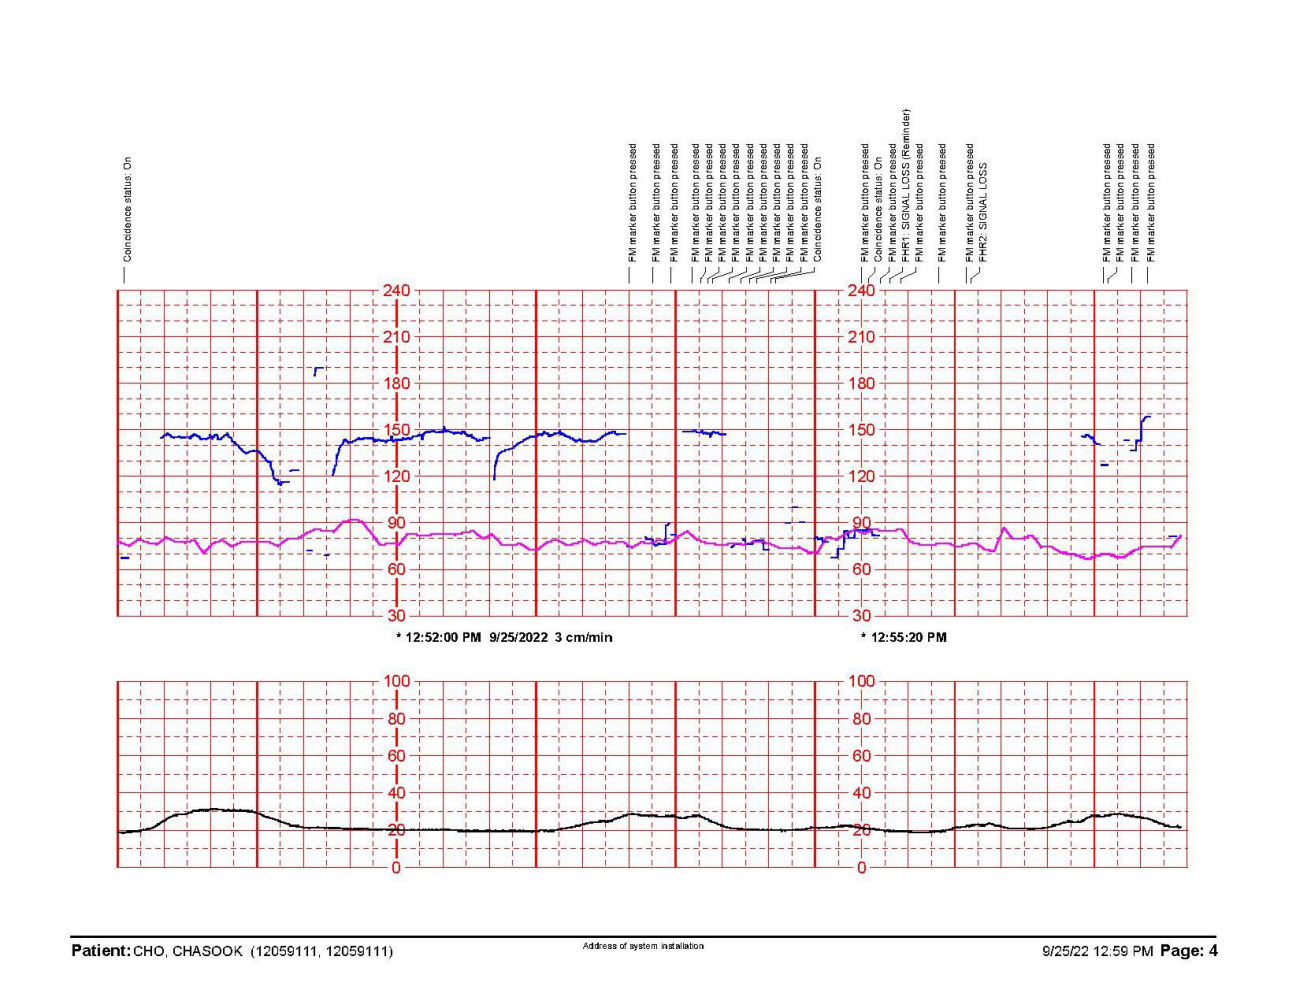 Coincidence status: On
FM marker button pressed
FM marker button pressed
FM marker button pressed
FM marker button pressed
FM marker button pressed
FM marker button pressed
FM marker button pressed
FM marker button pressed
FM marker button pressed
FM marker button pressed
FM marker button pressed
FM marker button pressed
Coincidence status: On
FM marker button pressed
Coincidence status: On
FM marker button pressed
FHR1: SIGNAL LOSS (Reminder)
FM marker button pressed
FM marker button pressed
FM marker button pressed
FHR2: SIGNAL LOSS
FM marker button pressed
FM marker button pressed
FM marker button pressed
FM marker button pressed
240 240
210 210
180 180
150 150
120 120
90 90
60 60
30 30
* 12:52:00 PM 9/25/2022 3 cm/min * 12:55:20 PM
100 100
80 80
60 60
40 40
20 20
0 0
Patient: CHO, CHASOOK (12059111, 12059111) Address of system installation 9/25/22 12:59 PM Page: 4